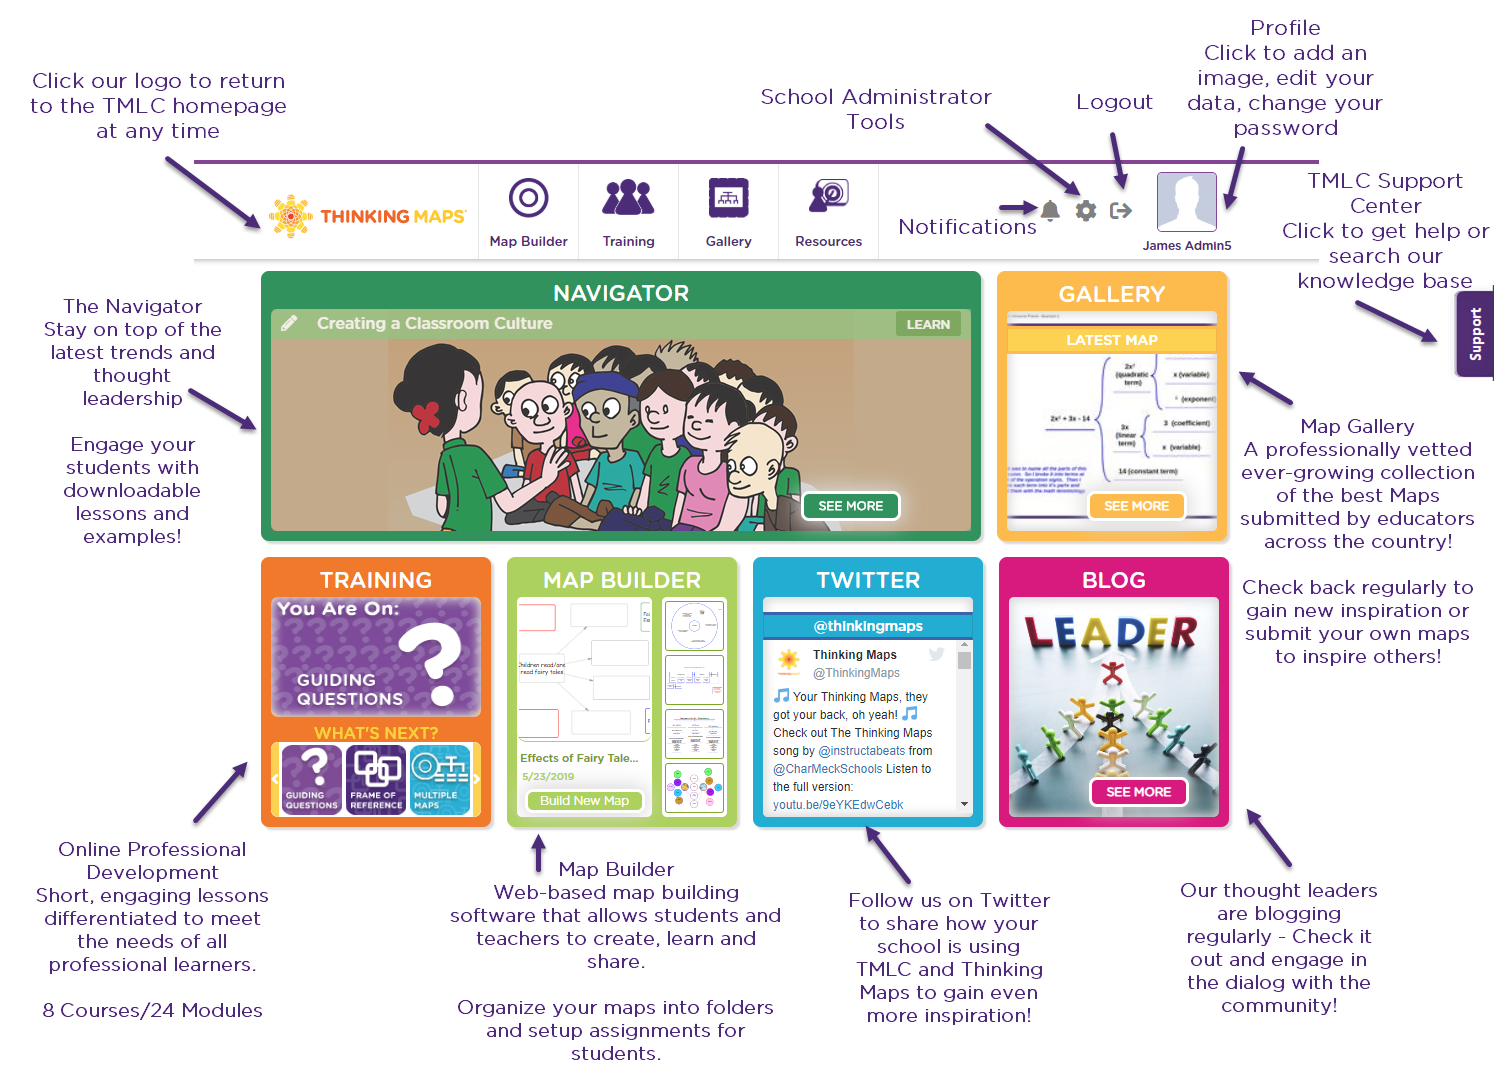 Profile
Click to add an
image, edit your
data, change your
password
Click our logo to return
to the TMLC homepage
at any time
School Administrator
Tools
Logout
TMLC Support
Center
Click to get help or
search our
knowledge base
Notifications
THINKING MAPS
Map Builder
Training
Gallery
Resources
James Admin5
Support
The Navigator
Stay on top of the
latest trends and
thought
leadership
Engage your
students with
downloadable
lessons and
examples!
NAVIGATOR
Creating a Classroom Culture
LEARN
SEE MORE
GALLERY
LATEST MAP
2x² + 3x - 14
2x²
(quadratic
term)
x (variable)
² (exponent)
3x
(linear
term)
3 (coefficient)
x (variable)
14 (constant term)
SEE MORE
Map Gallery
A professionally vetted
ever-growing collection
of the best Maps
submitted by educators
across the country!
Check back regularly to
gain new inspiration or
submit your own maps
to inspire others!
TRAINING
You Are On:
GUIDING
QUESTIONS
WHAT'S NEXT?
GUIDING
QUESTIONS
FRAME OF
REFERENCE
MULTIPLE
MAPS
MAP BUILDER
Children read/are
read fairy tales
Effects of Fairy Tale...
5/23/2019
Build New Map
TWITTER
@thinkingmaps
Thinking Maps
@ThinkingMaps
🎵 Your Thinking Maps, they
got your back, oh yeah! 🎵
Check out The Thinking Maps
song by @instructabeats from
@CharMeckSchools Listen to
the full version:
youtu.be/9eYKEdwCebk
BLOG
LEADER
SEE MORE
Online Professional
Development
Short, engaging lessons
differentiated to meet
the needs of all
professional learners.
8 Courses/24 Modules
Map Builder
Web-based map building
software that allows students and
teachers to create, learn and
share.
Organize your maps into folders
and setup assignments for
students.
Follow us on Twitter
to share how your
school is using
TMLC and Thinking
Maps to gain even
more inspiration!
Our thought leaders
are blogging
regularly - Check it
out and engage in
the dialog with the
community!